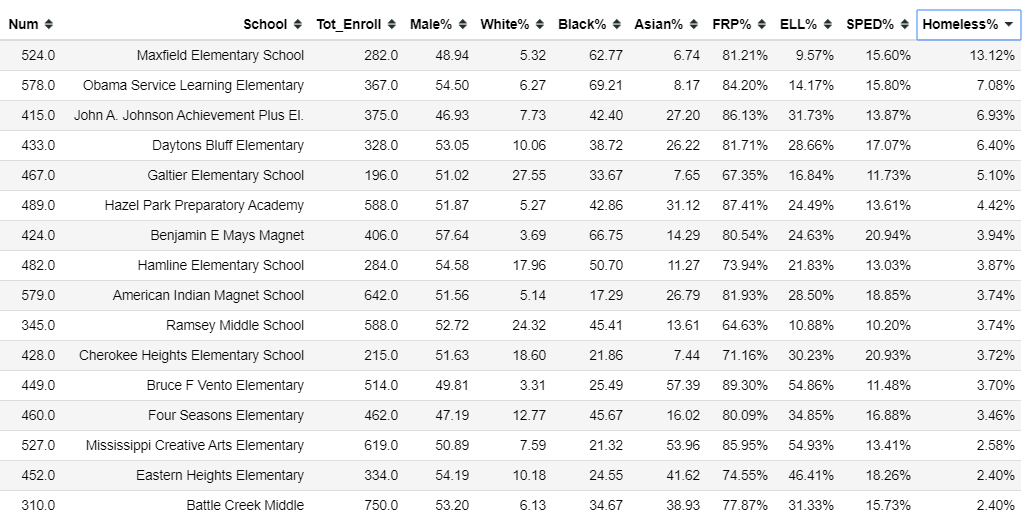 Num School Tot_Enroll Male% White% Black% Asian% FRP% ELL% SPED% Homeless%
524.0 Maxfield Elementary School 282.0 48.94 5.32 62.77 6.74 81.21% 9.57% 15.60% 13.12%
578.0 Obama Service Learning Elementary 367.0 54.50 6.27 69.21 8.17 84.20% 14.17% 15.80% 7.08%
415.0 John A. Johnson Achievement Plus El. 375.0 46.93 7.73 42.40 27.20 86.13% 31.73% 13.87% 6.93%
433.0 Daytons Bluff Elementary 328.0 53.05 10.06 38.72 26.22 81.71% 28.66% 17.07% 6.40%
467.0 Galtier Elementary School 196.0 51.02 27.55 33.67 7.65 67.35% 16.84% 11.73% 5.10%
489.0 Hazel Park Preparatory Academy 588.0 51.87 5.27 42.86 31.12 87.41% 24.49% 13.61% 4.42%
424.0 Benjamin E Mays Magnet 406.0 57.64 3.69 66.75 14.29 80.54% 24.63% 20.94% 3.94%
482.0 Hamline Elementary School 284.0 54.58 17.96 50.70 11.27 73.94% 21.83% 13.03% 3.87%
579.0 American Indian Magnet School 642.0 51.56 5.14 17.29 26.79 81.93% 28.50% 18.85% 3.74%
345.0 Ramsey Middle School 588.0 52.72 24.32 45.41 13.61 64.63% 10.88% 10.20% 3.74%
428.0 Cherokee Heights Elementary School 215.0 51.63 18.60 21.86 7.44 71.16% 30.23% 20.93% 3.72%
449.0 Bruce F Vento Elementary 514.0 49.81 3.31 25.49 57.39 89.30% 54.86% 11.48% 3.70%
460.0 Four Seasons Elementary 462.0 47.19 12.77 45.67 16.02 80.09% 34.85% 16.88% 3.46%
527.0 Mississippi Creative Arts Elementary 619.0 50.89 7.59 21.32 53.96 85.95% 54.93% 13.41% 2.58%
452.0 Eastern Heights Elementary 334.0 54.19 10.18 24.55 41.62 74.55% 46.41% 18.26% 2.40%
310.0 Battle Creek Middle 750.0 53.20 6.13 34.67 38.93 77.87% 31.33% 15.73% 2.40%